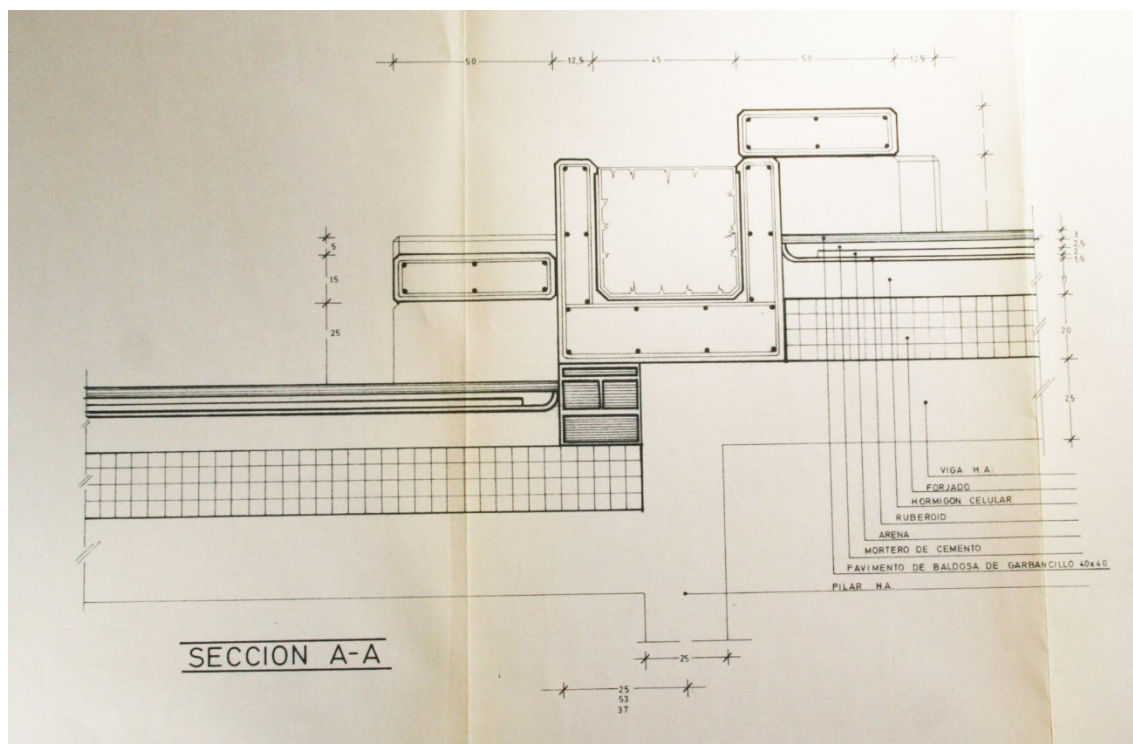 50 12,5 45 50 12,5
5
15
25
3
2,5
2
1,5
20
25
VIGA H.A.
FORJADO
HORMIGON CELULAR
RUBEROID
ARENA
MORTERO DE CEMENTO
PAVIMENTO DE BALDOSA DE GARBANCILLO 40x40
PILAR H.A.
SECCION A-A
25
25
53
37